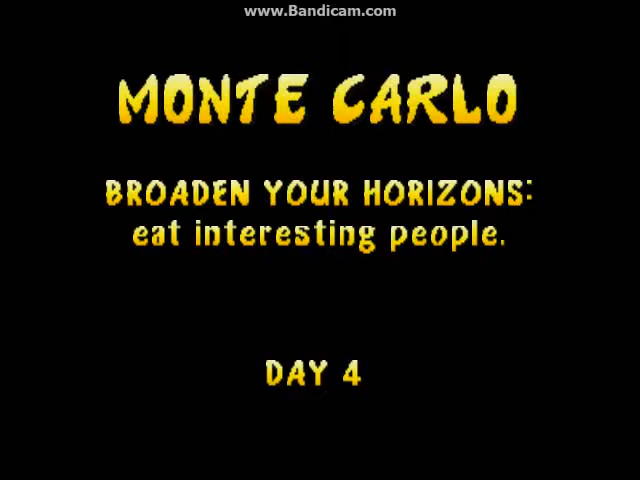 www.Bandicam.com
MONTE CARLO
BROADEN YOUR HORIZONS:
eat interesting people.
DAY 4